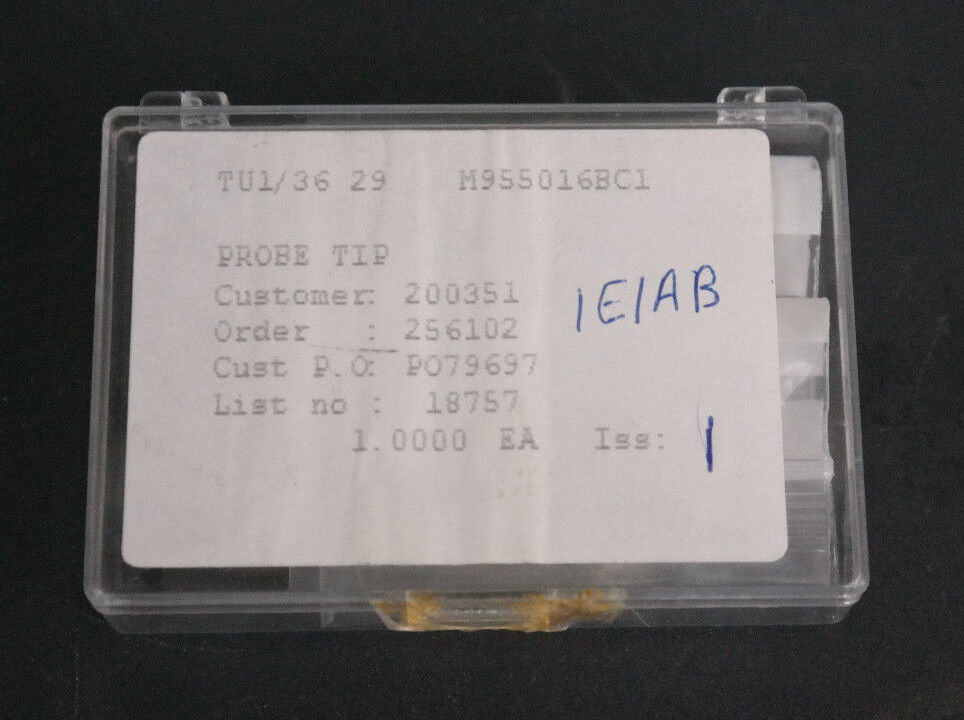 TU1/36 29 M955016BC1
PROBE TIP
Customer: 200351
1E1AB
Order : 256102
Cust P.O: PO79697
List no : 18757
1.0000 EA Iss: 1